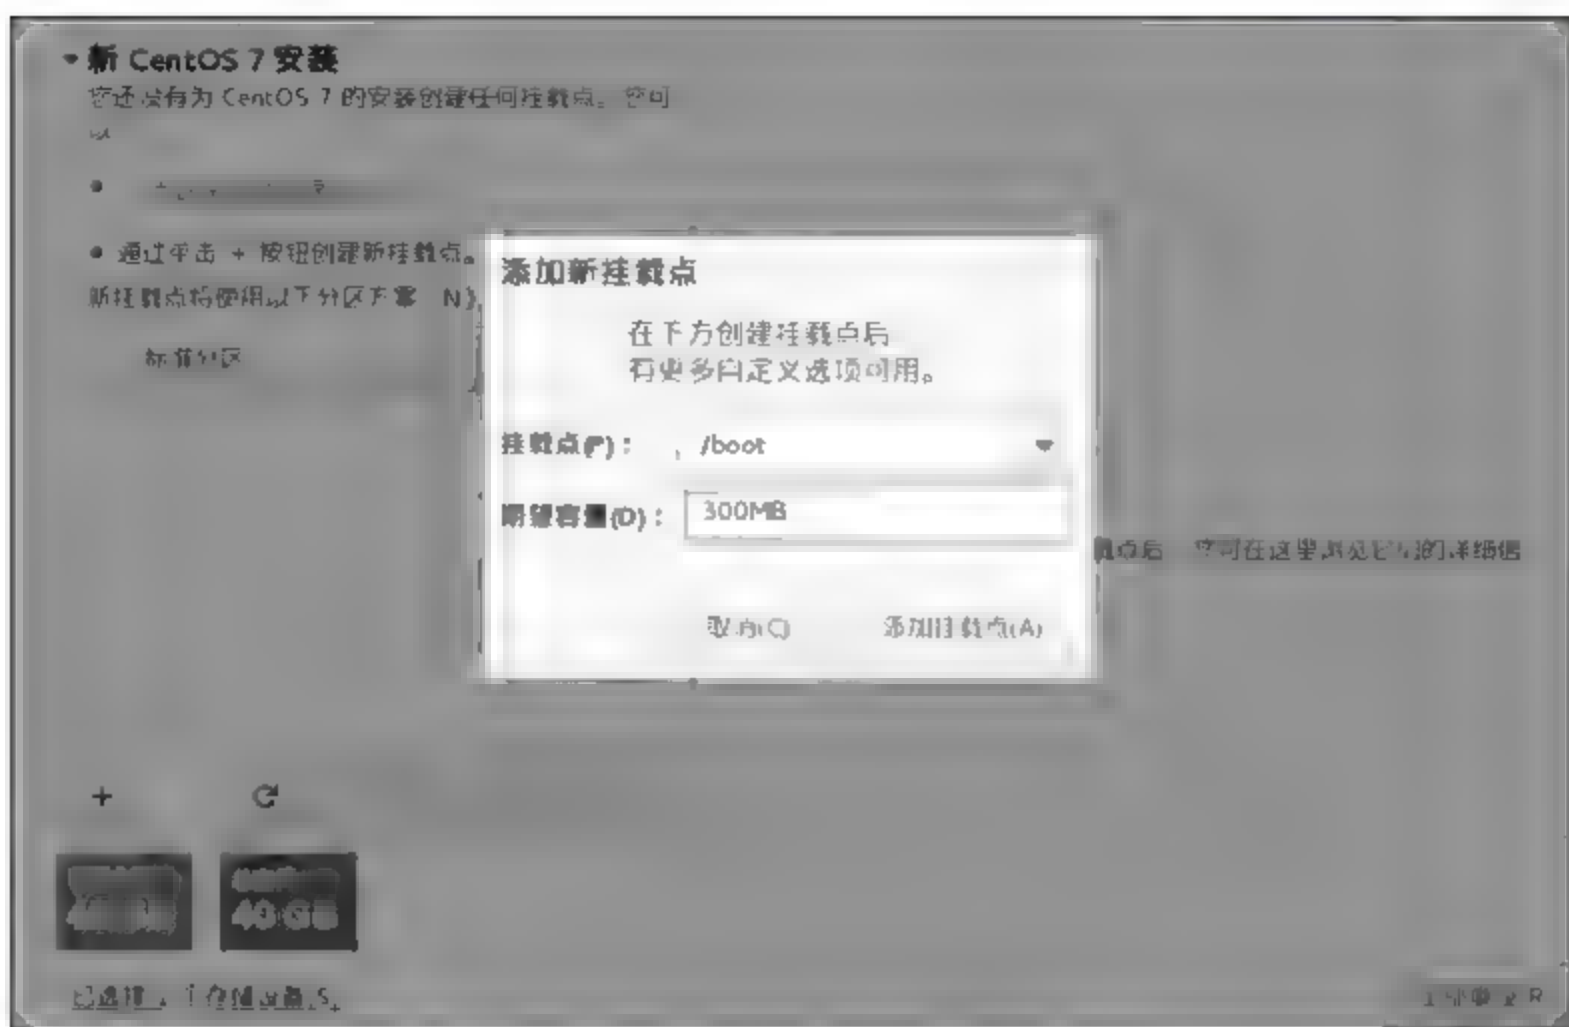 新 CentOS 7 安装
您还没有为 CentOS 7 的安装创建任何挂载点。您可
以
通过单击 + 按钮创建新挂载点。
新挂载点将使用以下分区方案 N)
标准分区
添加新挂载点
在下方创建挂载点后
有更多自定义选项可用。
挂载点(P): /boot
期望容量(D): 300MB
载点后 您可在这里浏览它们的详细信
取消(C) 添加挂载点(A)
+
40 GB